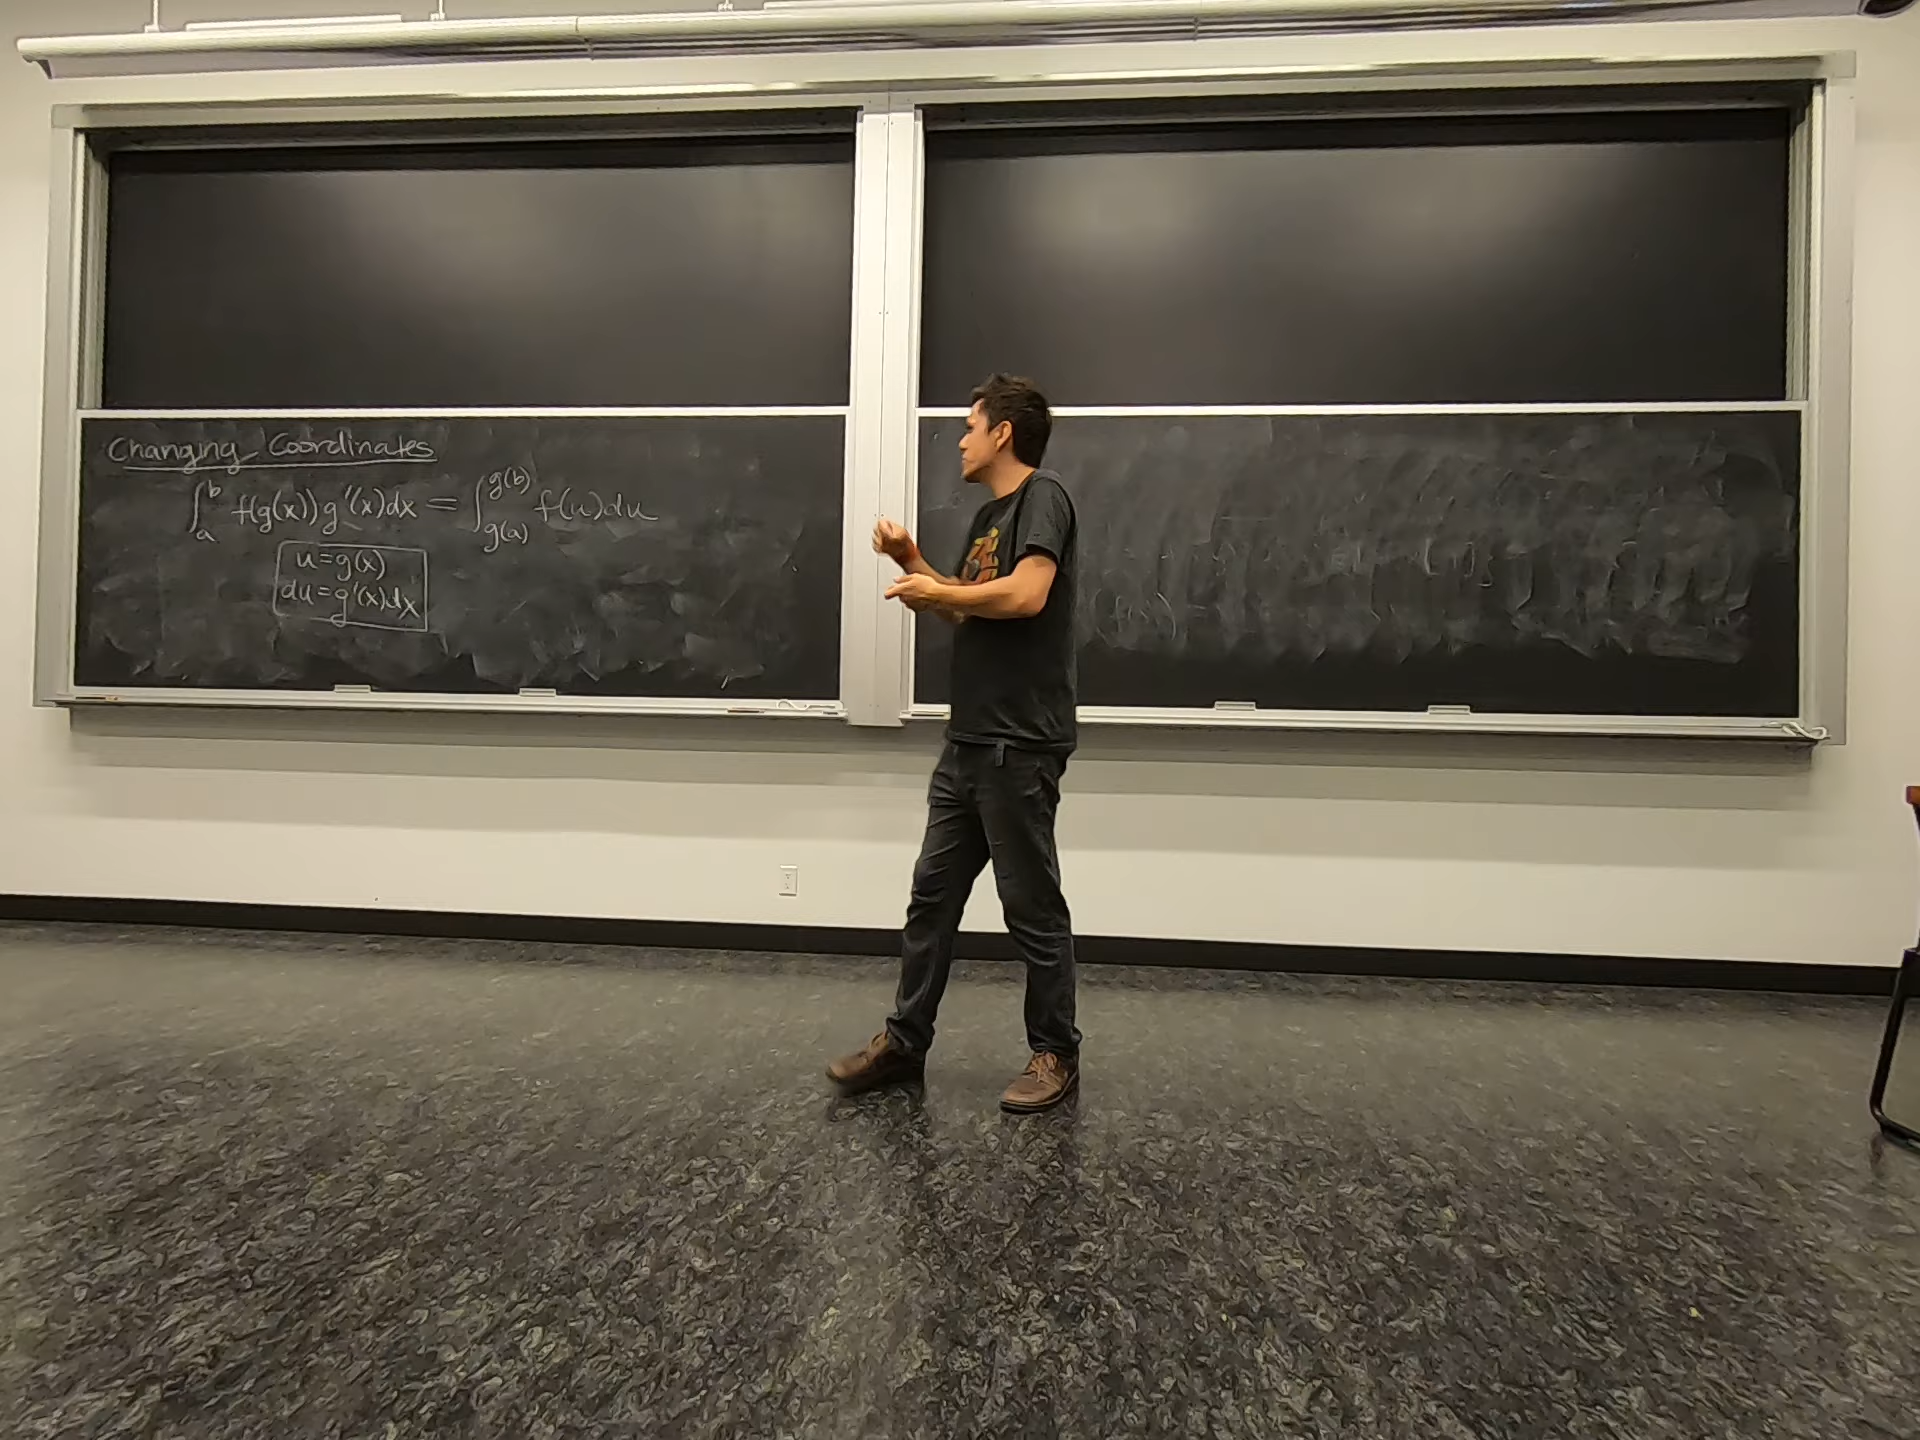 Changing Coordinates
∫_a^b f(g(x)) g'(x)dx = ∫_{g(a)}^{g(b)} f(u)du
u=g(x)
du=g'(x)dx